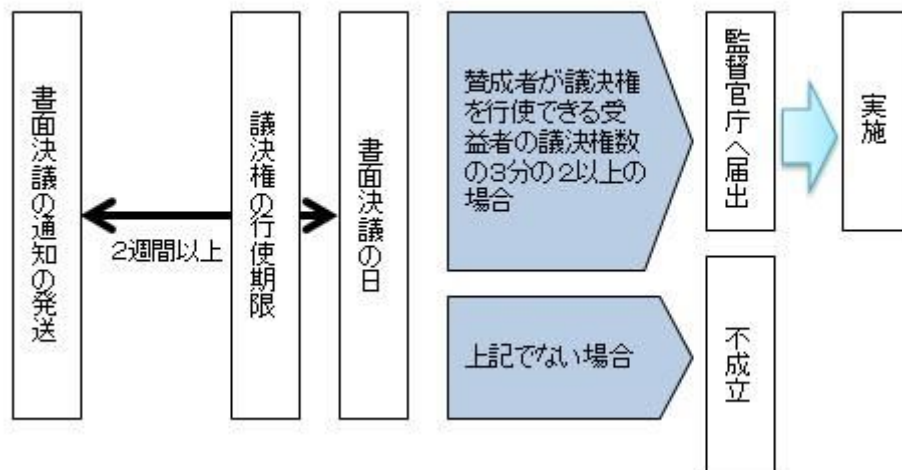 書面決議の通知の発送
2週間以上
議決権の行使期限
書面決議の日
賛成者が議決権
を行使できる受
益者の議決権数
の3分の2以上の
場合
監督官庁へ届出
実施
上記でない場合
不成立